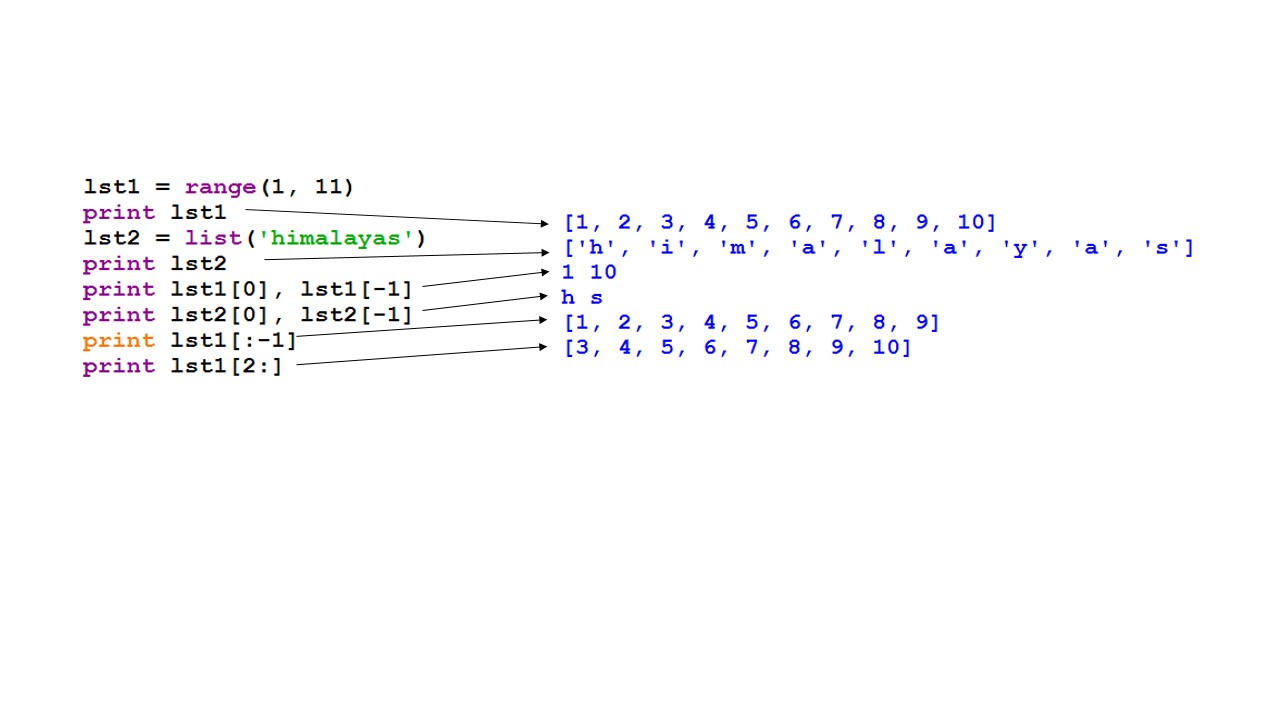 lst1 = range(1, 11)
print lst1
lst2 = list('himalayas')
print lst2
print lst1[0], lst1[-1]
print lst2[0], lst2[-1]
print lst1[:-1]
print lst1[2:]
[1, 2, 3, 4, 5, 6, 7, 8, 9, 10]
['h', 'i', 'm', 'a', 'l', 'a', 'y', 'a', 's']
1 10
h s
[1, 2, 3, 4, 5, 6, 7, 8, 9]
[3, 4, 5, 6, 7, 8, 9, 10]